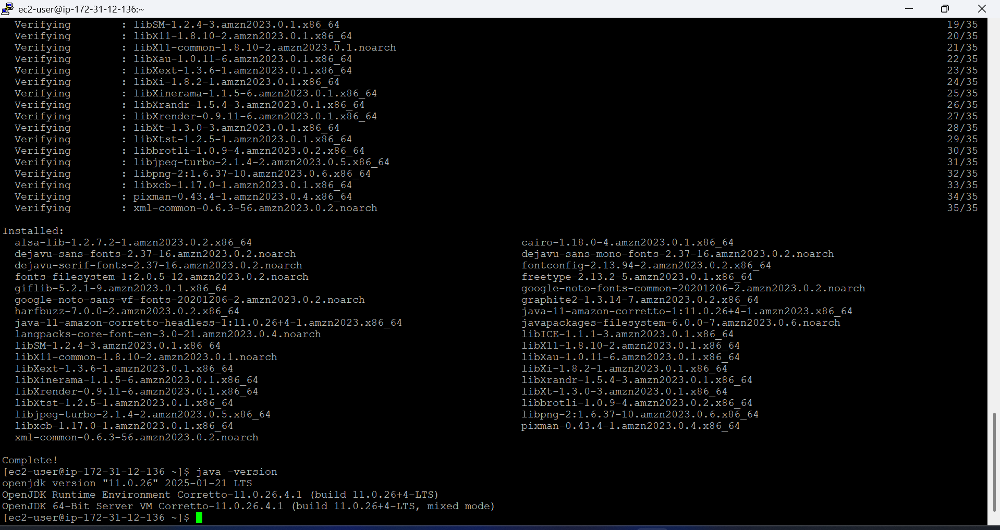 ec2-user@ip-172-31-12-136:~
Verifying : libSM-1.2.4-3.amzn2023.0.1.x86_64 19/35
Verifying : libX11-1.8.10-2.amzn2023.0.1.x86_64 20/35
Verifying : libX11-common-1.8.10-2.amzn2023.0.1.noarch 21/35
Verifying : libXau-1.0.11-6.amzn2023.0.1.x86_64 22/35
Verifying : libXext-1.3.6-1.amzn2023.0.1.x86_64 23/35
Verifying : libXi-1.8.2-1.amzn2023.0.1.x86_64 24/35
Verifying : libXinerama-1.1.5-6.amzn2023.0.1.x86_64 25/35
Verifying : libXrandr-1.5.4-3.amzn2023.0.1.x86_64 26/35
Verifying : libXrender-0.9.11-6.amzn2023.0.1.x86_64 27/35
Verifying : libXt-1.3.0-3.amzn2023.0.1.x86_64 28/35
Verifying : libXtst-1.2.5-1.amzn2023.0.1.x86_64 29/35
Verifying : libbrotli-1.0.9-4.amzn2023.0.2.x86_64 30/35
Verifying : libjpeg-turbo-2.1.4-2.amzn2023.0.5.x86_64 31/35
Verifying : libpng-2:1.6.37-10.amzn2023.0.6.x86_64 32/35
Verifying : libxcb-1.17.0-1.amzn2023.0.1.x86_64 33/35
Verifying : pixman-0.43.4-1.amzn2023.0.4.x86_64 34/35
Verifying : xml-common-0.6.3-56.amzn2023.0.2.noarch 35/35
Installed:
alsa-lib-1.2.7.2-1.amzn2023.0.2.x86_64 cairo-1.18.0-4.amzn2023.0.1.x86_64
dejavu-sans-fonts-2.37-16.amzn2023.0.2.noarch dejavu-sans-mono-fonts-2.37-16.amzn2023.0.2.noarch
dejavu-serif-fonts-2.37-16.amzn2023.0.2.noarch fontconfig-2.13.94-2.amzn2023.0.2.x86_64
fonts-filesystem-1:2.0.5-12.amzn2023.0.2.noarch freetype-2.13.2-5.amzn2023.0.1.x86_64
giflib-5.2.1-9.amzn2023.0.1.x86_64 google-noto-fonts-common-20201206-2.amzn2023.0.2.noarch
google-noto-sans-vf-fonts-20201206-2.amzn2023.0.2.noarch graphite2-1.3.14-7.amzn2023.0.2.x86_64
harfbuzz-7.0.0-2.amzn2023.0.2.x86_64 java-11-amazon-corretto-1:11.0.26+4-1.amzn2023.x86_64
java-11-amazon-corretto-headless-1:11.0.26+4-1.amzn2023.x86_64 javapackages-filesystem-6.0.0-7.amzn2023.0.6.noarch
langpacks-core-font-en-3.0-21.amzn2023.0.4.noarch libICE-1.1.1-3.amzn2023.0.1.x86_64
libSM-1.2.4-3.amzn2023.0.1.x86_64 libX11-1.8.10-2.amzn2023.0.1.x86_64
libX11-common-1.8.10-2.amzn2023.0.1.noarch libXau-1.0.11-6.amzn2023.0.1.x86_64
libXext-1.3.6-1.amzn2023.0.1.x86_64 libXi-1.8.2-1.amzn2023.0.1.x86_64
libXinerama-1.1.5-6.amzn2023.0.1.x86_64 libXrandr-1.5.4-3.amzn2023.0.1.x86_64
libXrender-0.9.11-6.amzn2023.0.1.x86_64 libXt-1.3.0-3.amzn2023.0.1.x86_64
libXtst-1.2.5-1.amzn2023.0.1.x86_64 libbrotli-1.0.9-4.amzn2023.0.2.x86_64
libjpeg-turbo-2.1.4-2.amzn2023.0.5.x86_64 libpng-2:1.6.37-10.amzn2023.0.6.x86_64
libxcb-1.17.0-1.amzn2023.0.1.x86_64 pixman-0.43.4-1.amzn2023.0.4.x86_64
xml-common-0.6.3-56.amzn2023.0.2.noarch
Complete!
[ec2-user@ip-172-31-12-136 ~]$ java -version
openjdk version "11.0.26" 2025-01-21 LTS
OpenJDK Runtime Environment Corretto-11.0.26.4.1 (build 11.0.26+4-LTS)
OpenJDK 64-Bit Server VM Corretto-11.0.26.4.1 (build 11.0.26+4-LTS, mixed mode)
[ec2-user@ip-172-31-12-136 ~]$